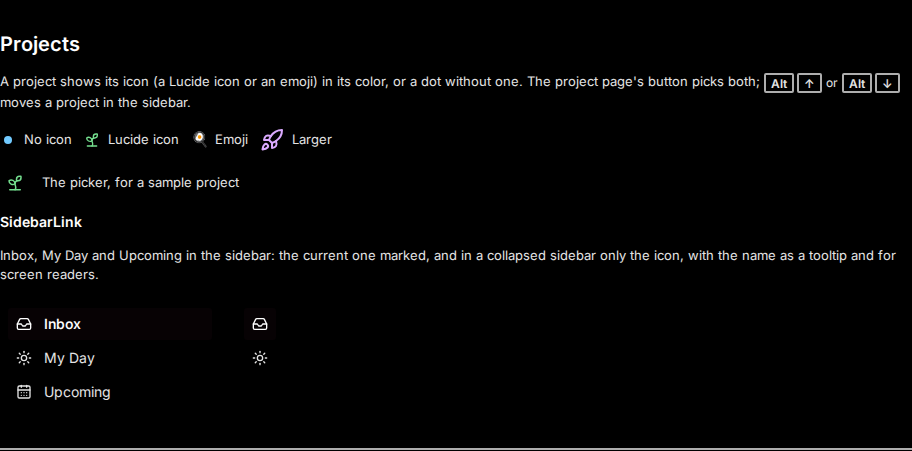 Projects
A project shows its icon (a Lucide icon or an emoji) in its color, or a dot without one. The project page's button picks both; Alt ↑ or Alt ↓
moves a project in the sidebar.
No icon Lucide icon Emoji Larger
The picker, for a sample project
SidebarLink
Inbox, My Day and Upcoming in the sidebar: the current one marked, and in a collapsed sidebar only the icon, with the name as a tooltip and for
screen readers.
Inbox
My Day
Upcoming